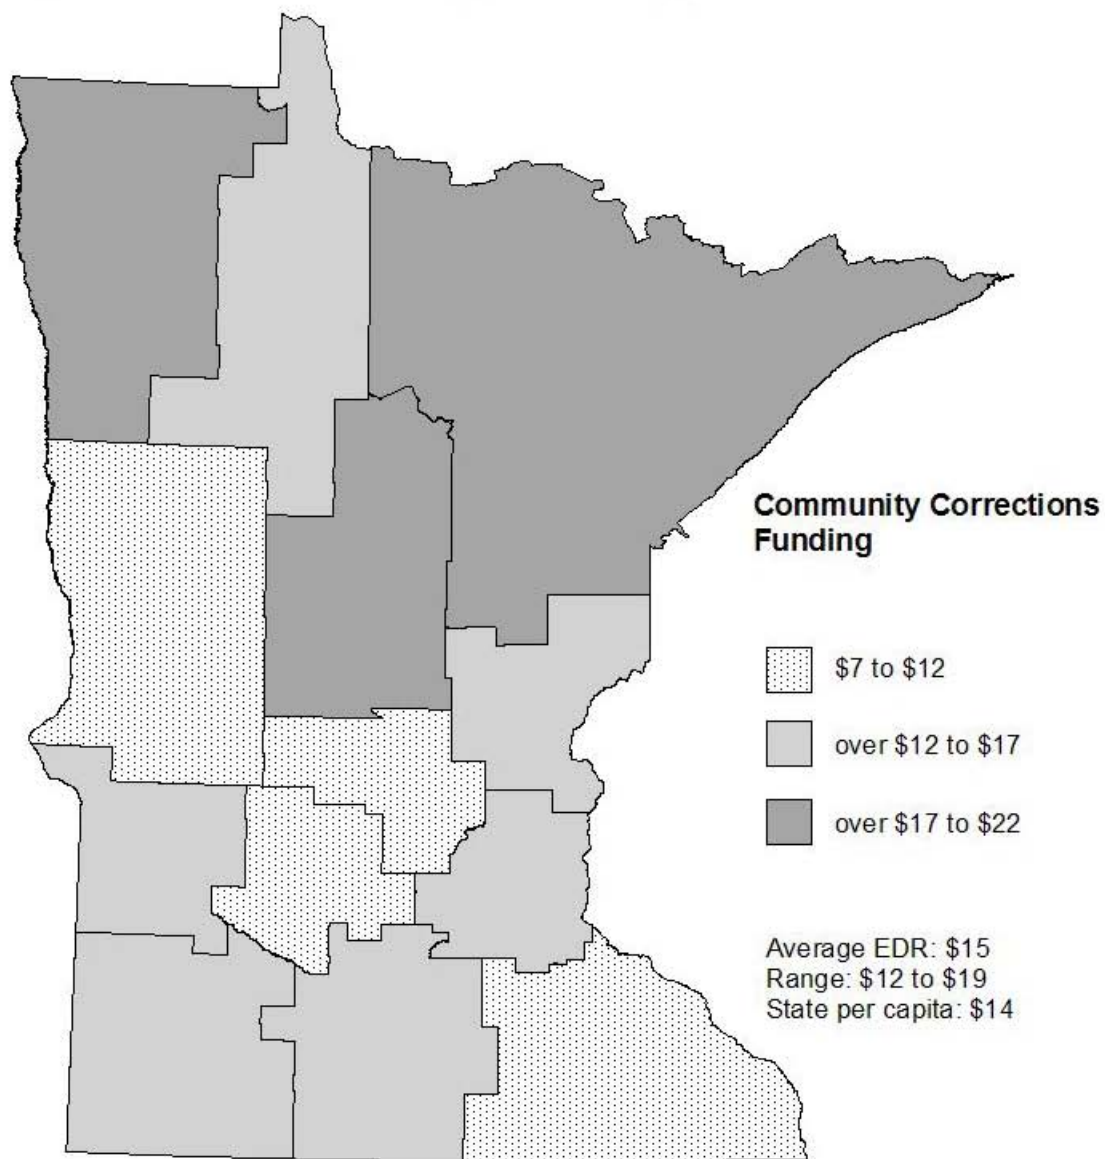 Community Corrections
Funding
$7 to $12
over $12 to $17
over $17 to $22
Average EDR: $15
Range: $12 to $19
State per capita: $14